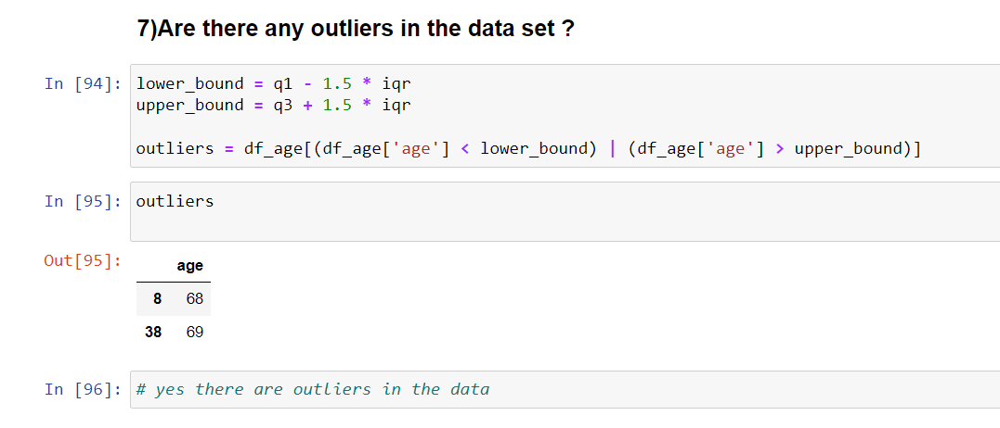 7)Are there any outliers in the data set ?
In [94]: lower_bound = q1 - 1.5 * iqr
upper_bound = q3 + 1.5 * iqr
outliers = df_age[(df_age['age'] < lower_bound) | (df_age['age'] > upper_bound)]
In [95]: outliers
Out[95]:
age
8 68
38 69
In [96]: # yes there are outliers in the data